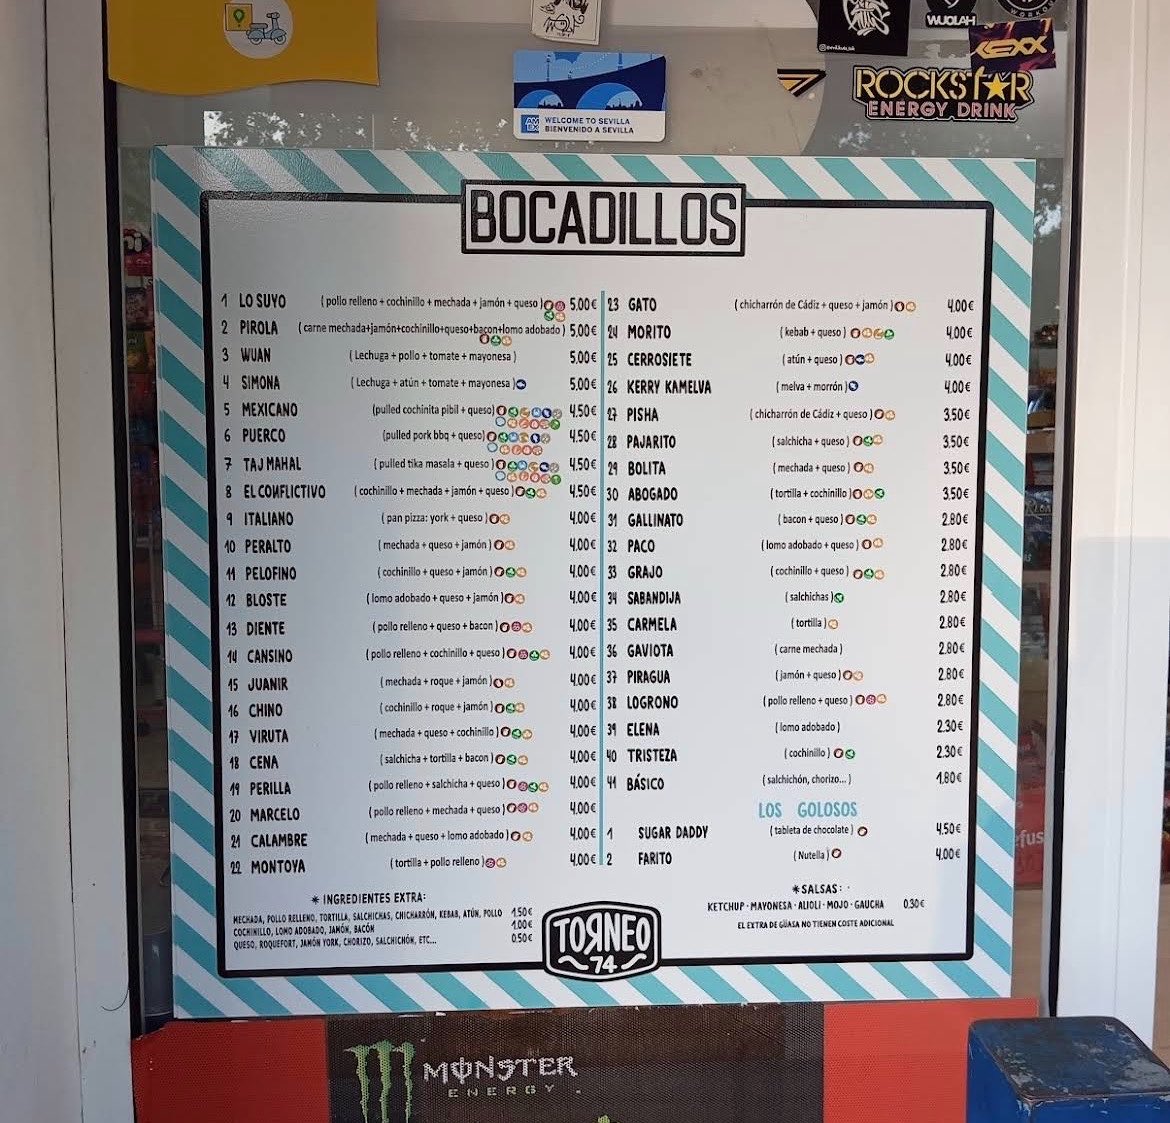 WUOLAH
WORKOU
KEXX
ROCKSTAR
ENERGY DRINK
AMEX
WELCOME TO SEVILLA
BIENVENIDO A SEVILLA
BOCADILLOS
1 LO SUYO (pollo relleno + cochinillo + mechada + jamón + queso) 5.00€
2 PIROLA (carne mechada+jamón+cochinillo+queso+bacon+lomo adobado) 5.00€
3 WUAN (Lechuga + pollo + tomate + mayonesa) 5.00€
4 SIMONA (Lechuga + atún + tomate + mayonesa) 5.00€
5 MEXICANO (pulled cochinita pibil + queso) 4.50€
6 PUERCO (pulled pork bbq + queso) 4.50€
7 TAJ MAHAL (pulled tika masala + queso) 4.50€
8 EL CONFLICTIVO (cochinillo + mechada + jamón + queso) 4.50€
9 ITALIANO (pan pizza: york + queso) 4.00€
10 PERALTO (mechada + queso + jamón) 4.00€
11 PELOFINO (cochinillo + queso + jamón) 4.00€
12 BLOSTE (lomo adobado + queso + jamón) 4.00€
13 DIENTE (pollo relleno + queso + bacon) 4.00€
14 CANSINO (pollo relleno + cochinillo + queso) 4.00€
15 JUANIR (mechada + roque + jamón) 4.00€
16 CHINO (cochinillo + roque + jamón) 4.00€
17 VIRUTA (mechada + queso + cochinillo) 4.00€
18 CENA (salchicha + tortilla + bacon) 4.00€
19 PERILLA (pollo relleno + salchicha + queso) 4.00€
20 MARCELO (pollo relleno + mechada + queso) 4.00€
21 CALAMBRE (mechada + queso + lomo adobado) 4.00€
22 MONTOYA (tortilla + pollo relleno) 4.00€
23 GATO (chicharrón de Cádiz + queso + jamón) 4.00€
24 MORITO (kebab + queso) 4.00€
25 CERROSIETE (atún + queso) 4.00€
26 KERRY KAMELVA (melva + morrón) 4.00€
27 PISHA (chicharrón de Cádiz + queso) 3.50€
28 PAJARITO (salchicha + queso) 3.50€
29 BOLITA (mechada + queso) 3.50€
30 ABOGADO (tortilla + cochinillo) 3.50€
31 GALLINATO (bacon + queso) 2.80€
32 PACO (lomo adobado + queso) 2.80€
33 GRAJO (cochinillo + queso) 2.80€
34 SABANDIJA (salchichas) 2.80€
35 CARMELA (tortilla) 2.80€
36 GAVIOTA (carne mechada) 2.80€
37 PIRAGUA (jamón + queso) 2.80€
38 LOGRONO (pollo relleno + queso) 2.80€
39 ELENA (lomo adobado) 2.30€
40 TRISTEZA (cochinillo) 2.30€
41 BÁSICO (salchichón, chorizo...) 1.80€
LOS GOLOSOS
1 SUGAR DADDY (tableta de chocolate) 4.50€
2 FARITO (Nutella) 4.00€
* INGREDIENTES EXTRA:
MECHADA, POLLO RELLENO, TORTILLA, SALCHICHAS, CHICHARRÓN, KEBAB, ATÚN, POLLO 1.50€
COCHINILLO, LOMO ADOBADO, JAMÓN, BACÓN 1.00€
QUESO, ROQUEFORT, JAMÓN YORK, CHORIZO, SALCHICHÓN, ETC... 0.50€
*SALSAS:
KETCHUP · MAYONESA · ALIOLI · MOJO · GAUCHA 0.30€
EL EXTRA DE GÜASA NO TIENEN COSTE ADICIONAL
TORNEO
74
MONSTER
ENERGY